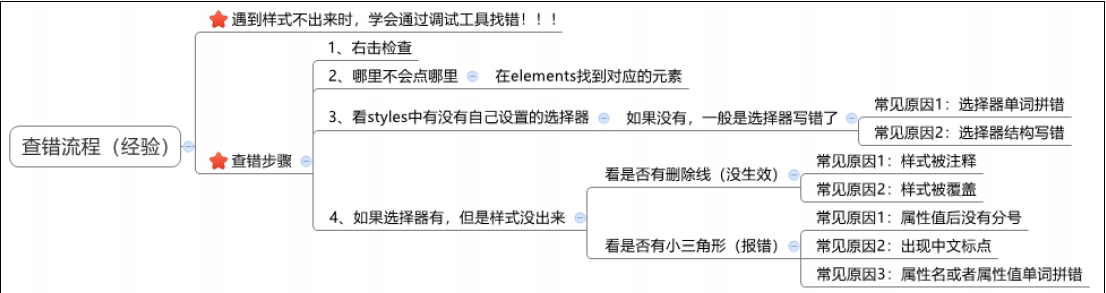 查错流程（经验）
遇到样式不出来时，学会通过调试工具找错！！！
查错步骤
1、右击检查
2、哪里不会点哪里
在elements找到对应的元素
3、看styles中有没有自己设置的选择器
如果没有，一般是选择器写错了
常见原因1：选择器单词拼错
常见原因2：选择器结构写错
4、如果选择器有，但是样式没出来
看是否有删除线（没生效）
常见原因1：样式被注释
常见原因2：样式被覆盖
看是否有小三角形（报错）
常见原因1：属性值后没有分号
常见原因2：出现中文标点
常见原因3：属性名或者属性值单词拼错